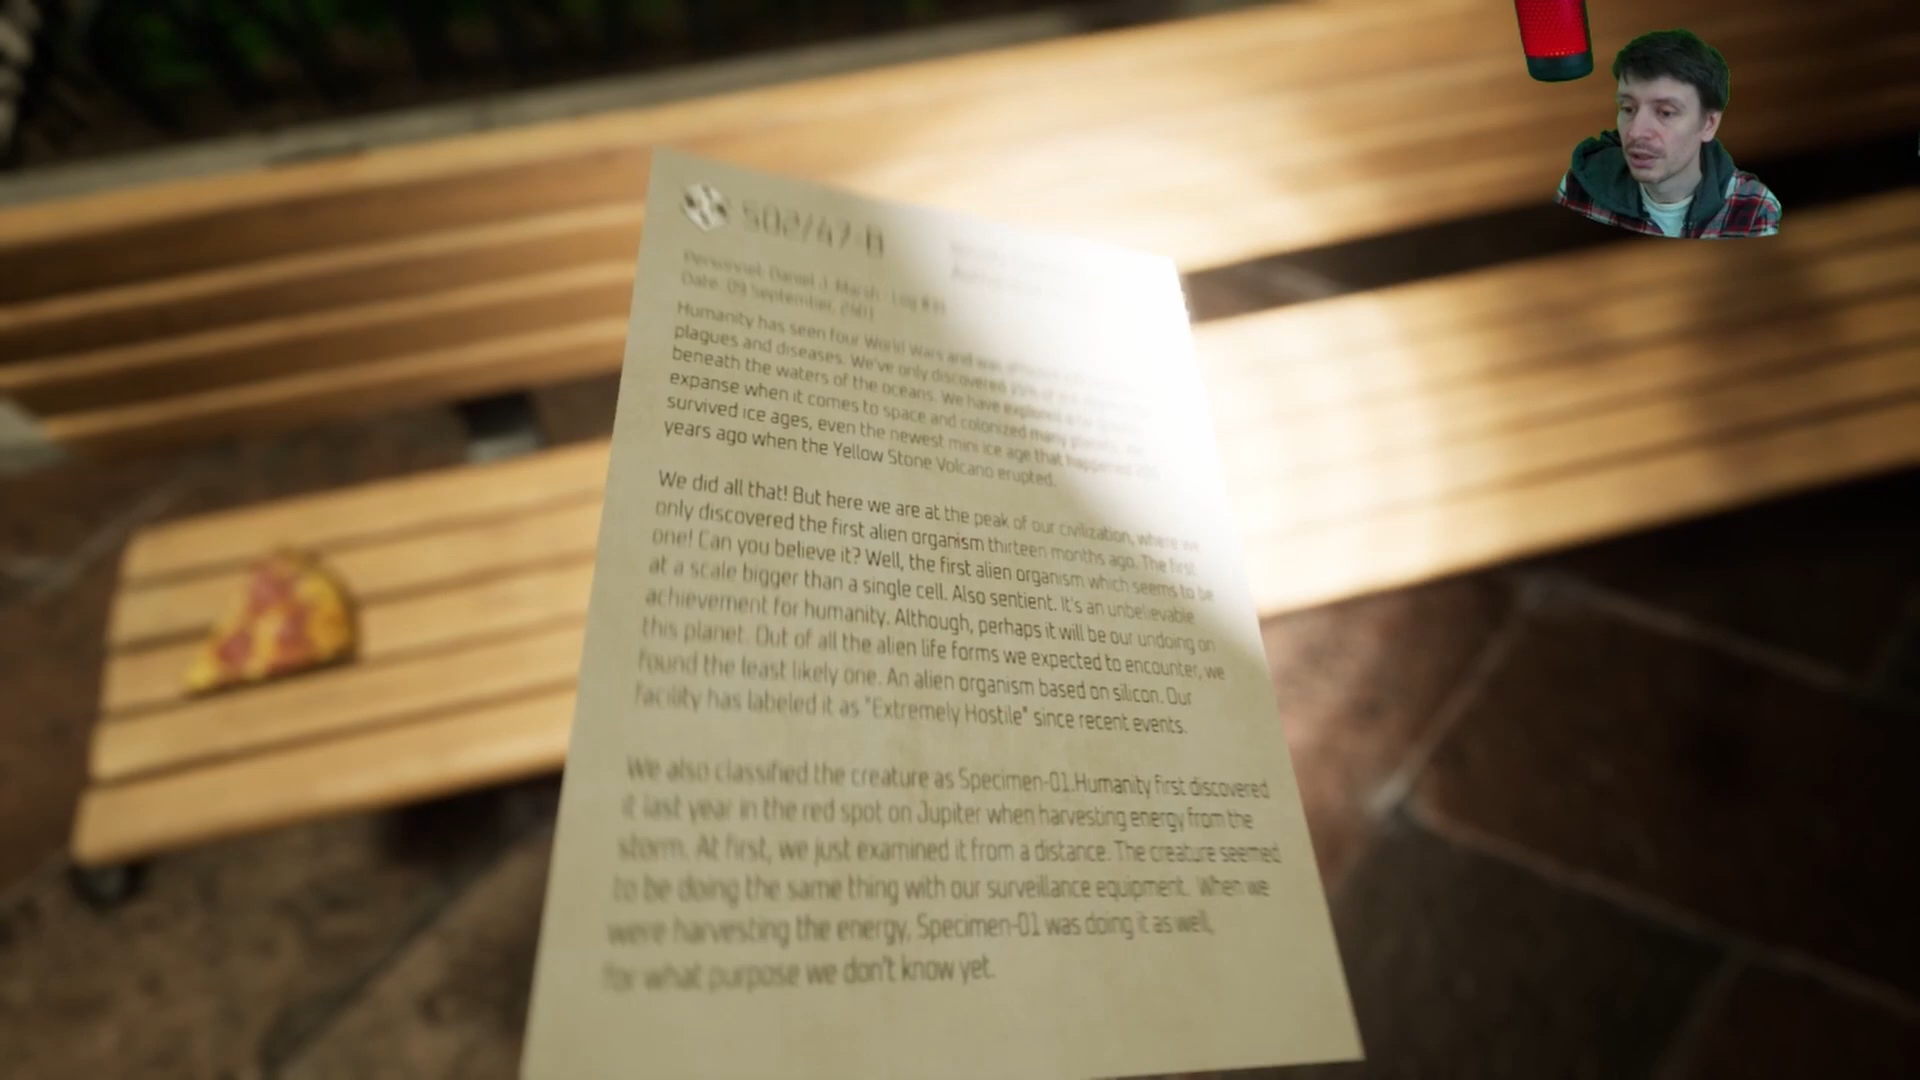 502/47-B
Personnel: Daniel J. Marsh - Log #
Date: 09 September,
Humanity has seen four World Wars and was
plagues and diseases. We've only discovered
beneath the waters of the oceans. We have explored
expanse when it comes to space and colonized many planets,
survived ice ages, even the newest mini ice age that happened
years ago when the Yellow Stone Volcano erupted.
We did all that! But here we are at the peak of our civilization, where we
only discovered the first alien organism thirteen months ago. The first
one! Can you believe it? Well, the first alien organism which seems to be
at a scale bigger than a single cell. Also sentient. It's an unbelievable
achievement for humanity. Although, perhaps it will be our undoing on
this planet. Out of all the alien life forms we expected to encounter, we
found the least likely one. An alien organism based on silicon. Our
facility has labeled it as "Extremely Hostile" since recent events.
We also classified the creature as Specimen-01.Humanity first discovered
it last year in the red spot on Jupiter when harvesting energy from the
storm. At first, we just examined it from a distance. The creature seemed
to be doing the same thing with our surveillance equipment. When we
were harvesting the energy, Specimen-01 was doing it as well,
for what purpose we don't know yet.